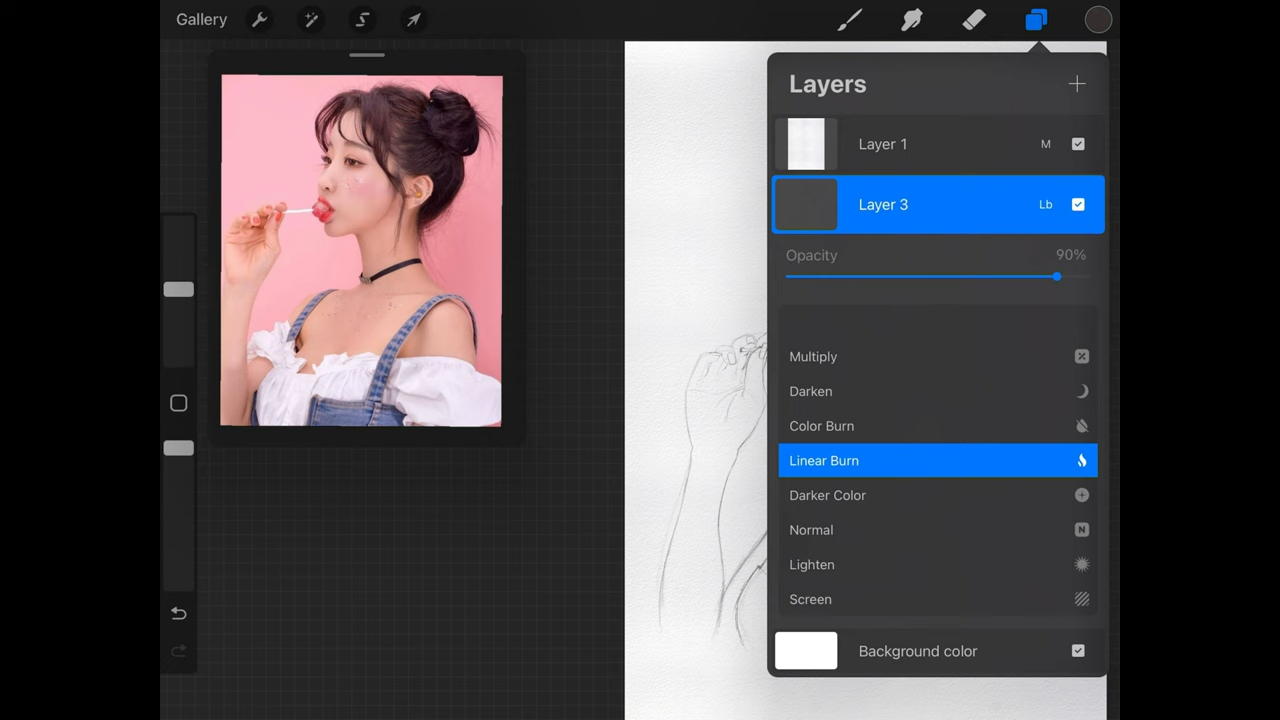 Gallery
Layers
Layer 1 M
Layer 3 Lb
Opacity 90%
Multiply
Darken
Color Burn
Linear Burn
Darker Color
Normal N
Lighten
Screen
Background color